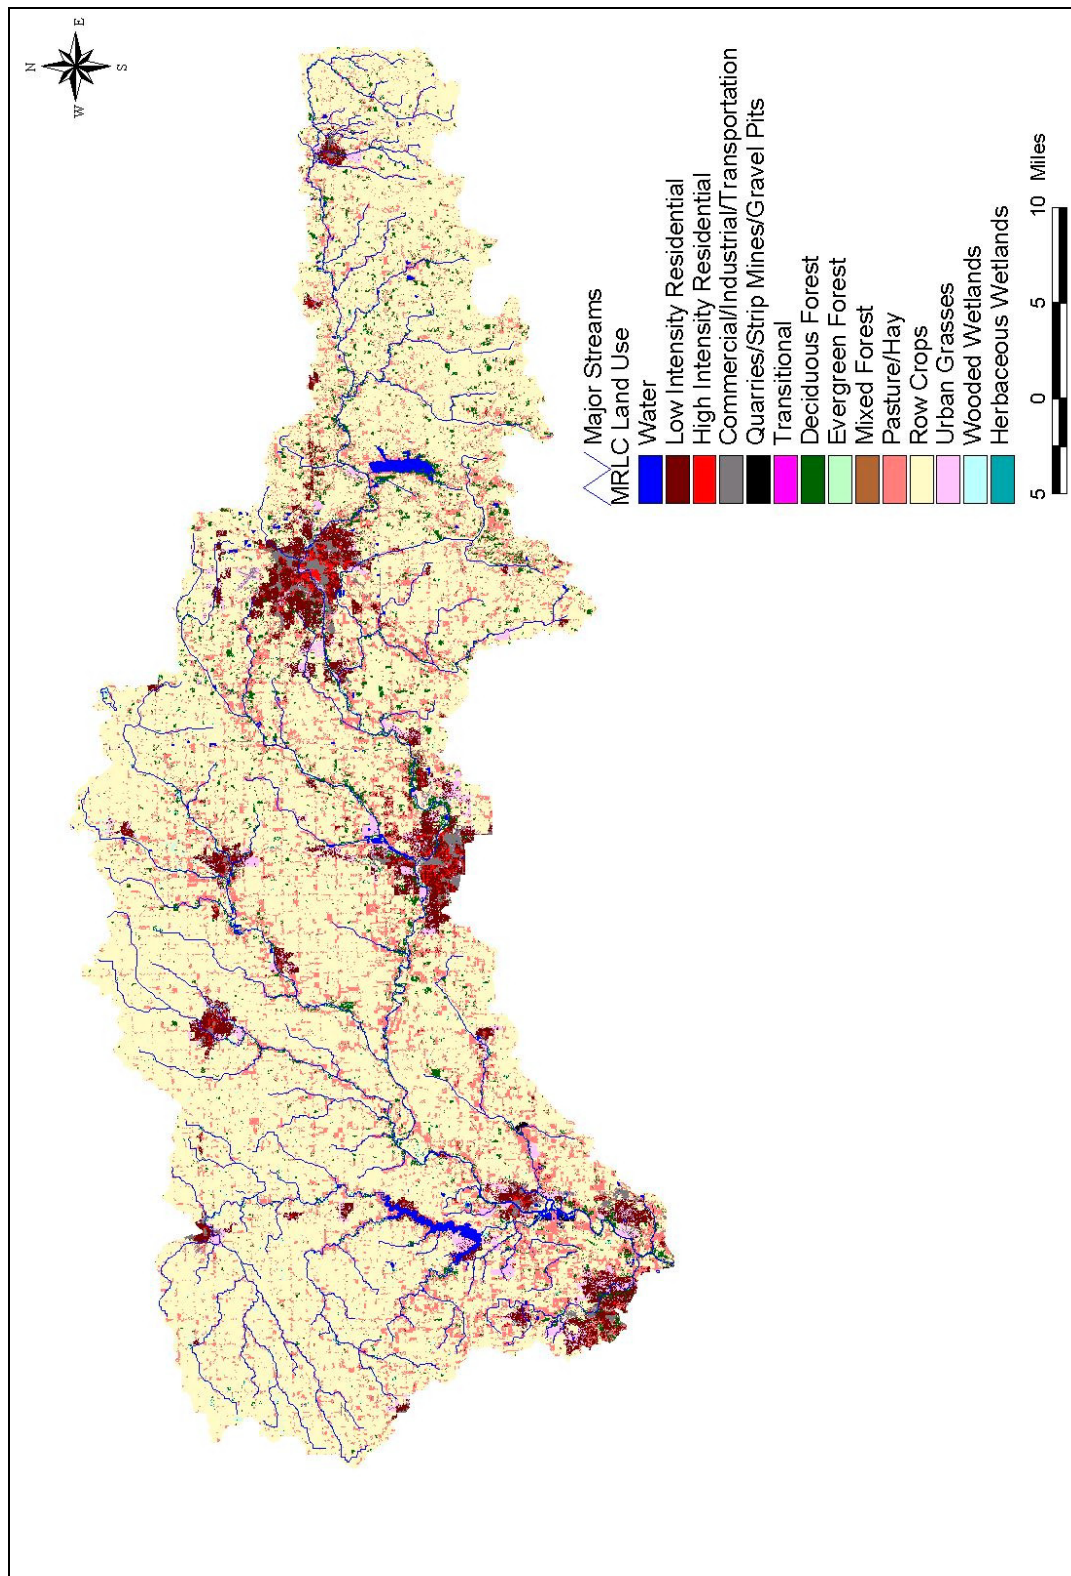 N
E
W
S
Major Streams
MRLC Land Use
Water
Low Intensity Residential
High Intensity Residential
Commercial/Industrial/Transportation
Quarries/Strip Mines/Gravel Pits
Transitional
Deciduous Forest
Evergreen Forest
Mixed Forest
Pasture/Hay
Row Crops
Urban Grasses
Wooded Wetlands
Herbaceous Wetlands
5 0 5 10 Miles